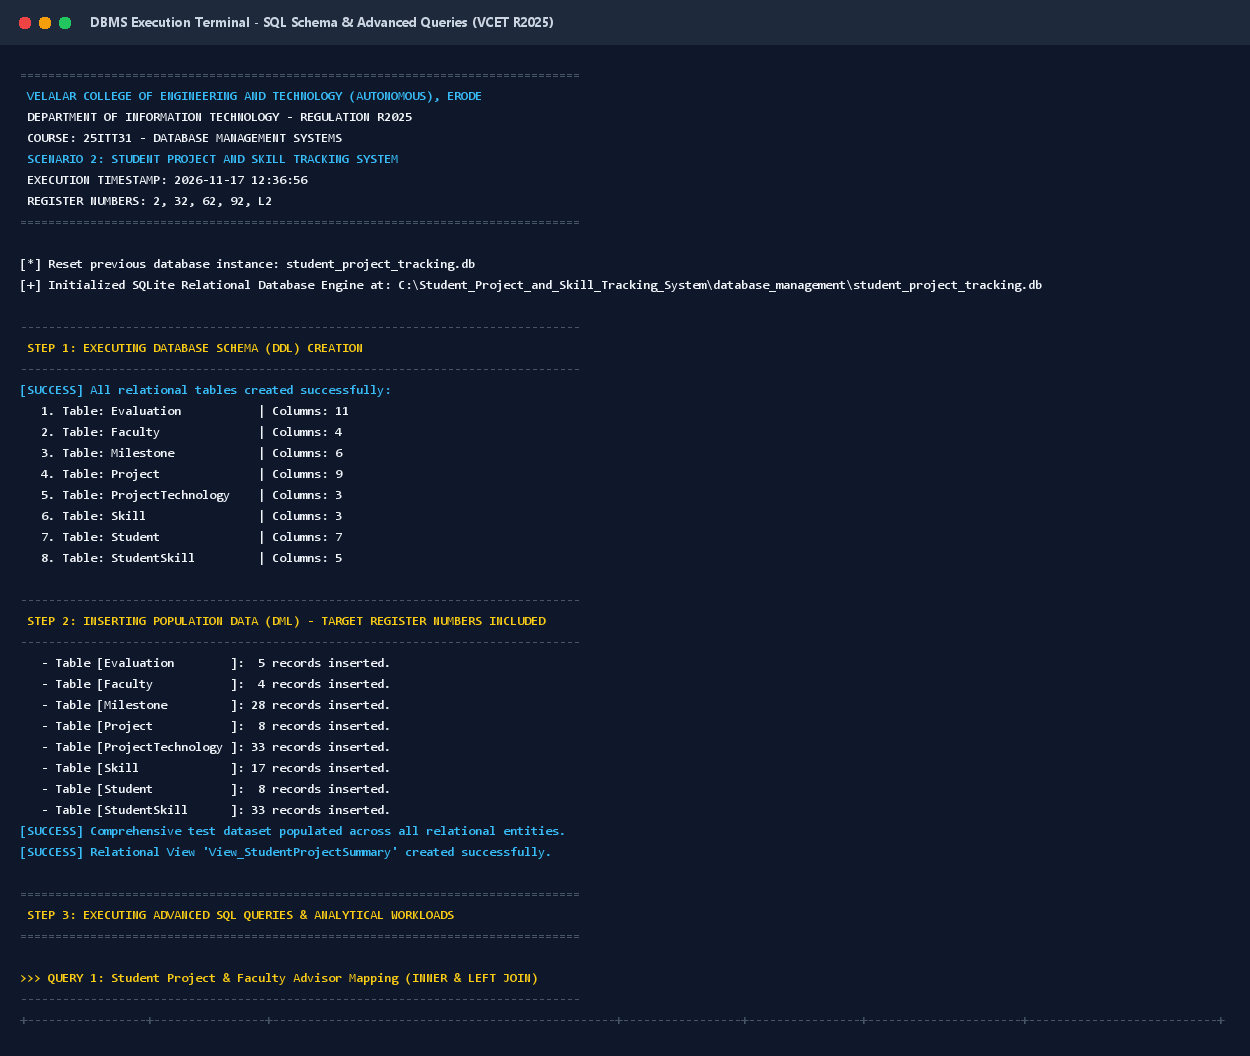 DBMS Execution Terminal - SQL Schema & Advanced Queries (VCET R2025)
================================================================================
VELALAR COLLEGE OF ENGINEERING AND TECHNOLOGY (AUTONOMOUS), ERODE
DEPARTMENT OF INFORMATION TECHNOLOGY - REGULATION R2025
COURSE: 25ITT31 - DATABASE MANAGEMENT SYSTEMS
SCENARIO 2: STUDENT PROJECT AND SKILL TRACKING SYSTEM
EXECUTION TIMESTAMP: 2026-11-17 12:36:56
REGISTER NUMBERS: 2, 32, 62, 92, L2
================================================================================
[*] Reset previous database instance: student_project_tracking.db
[+] Initialized SQLite Relational Database Engine at: C:\Student_Project_and_Skill_Tracking_System\database_management\student_project_tracking.db
--------------------------------------------------------------------------------
STEP 1: EXECUTING DATABASE SCHEMA (DDL) CREATION
--------------------------------------------------------------------------------
[SUCCESS] All relational tables created successfully:
1. Table: Evaluation           | Columns: 11
2. Table: Faculty              | Columns: 4
3. Table: Milestone            | Columns: 6
4. Table: Project              | Columns: 9
5. Table: ProjectTechnology    | Columns: 3
6. Table: Skill                | Columns: 3
7. Table: Student              | Columns: 7
8. Table: StudentSkill         | Columns: 5
--------------------------------------------------------------------------------
STEP 2: INSERTING POPULATION DATA (DML) - TARGET REGISTER NUMBERS INCLUDED
--------------------------------------------------------------------------------
- Table [Evaluation        ]:  5 records inserted.
- Table [Faculty           ]:  4 records inserted.
- Table [Milestone         ]: 28 records inserted.
- Table [Project           ]:  8 records inserted.
- Table [ProjectTechnology ]: 33 records inserted.
- Table [Skill             ]: 17 records inserted.
- Table [Student           ]:  8 records inserted.
- Table [StudentSkill      ]: 33 records inserted.
[SUCCESS] Comprehensive test dataset populated across all relational entities.
[SUCCESS] Relational View 'View_StudentProjectSummary' created successfully.
================================================================================
STEP 3: EXECUTING ADVANCED SQL QUERIES & ANALYTICAL WORKLOADS
================================================================================
>>> QUERY 1: Student Project & Faculty Advisor Mapping (INNER & LEFT JOIN)
--------------------------------------------------------------------------------
+-----------------+----------------+-------------------------------------------------+-----------------+----------------+----------------------+---------------------------+